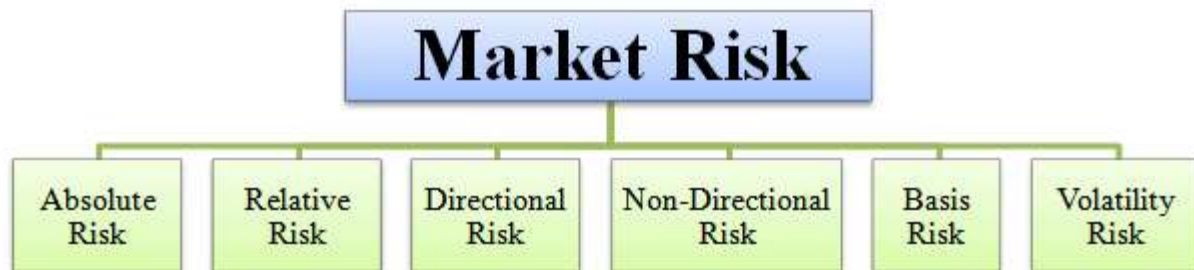 Market Risk
Absolute
Risk
Relative
Risk
Directional
Risk
Non-Directional
Risk
Basis
Risk
Volatility
Risk